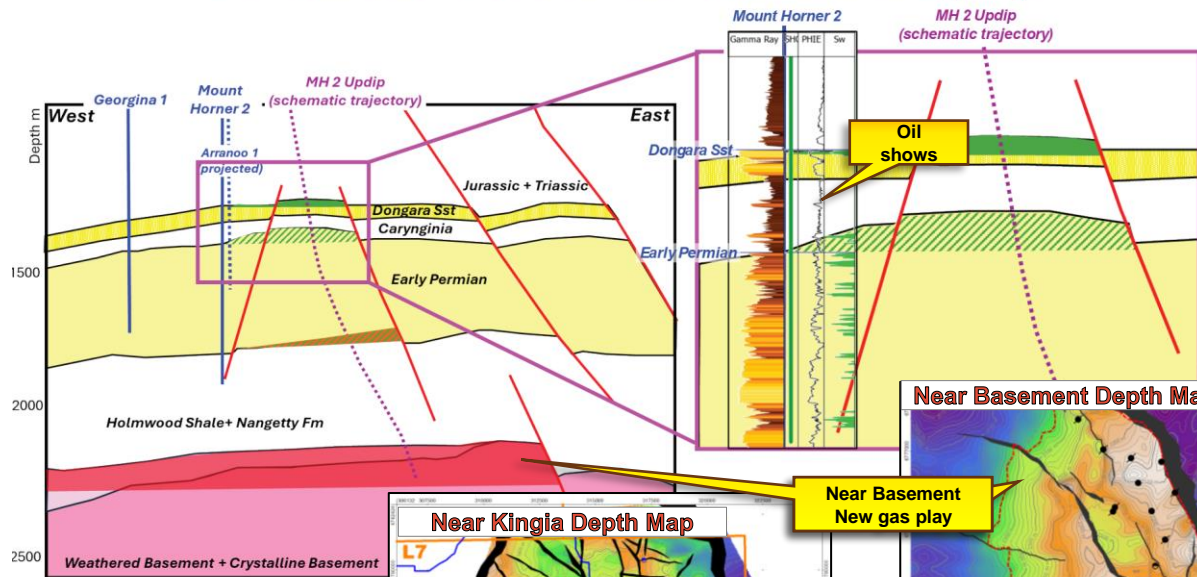 Mount Horner 2
MH 2 Updip
(schematic trajectory)
Gamma Ray
PHIE
Sw
MH 2 Updip
(schematic trajectory)
Georgina 1
Mount
Horner 2
West
East
Depth m
Arranoo 1
(projected)
Oil
shows
Dongara Sst
Jurassic + Triassic
Dongara Sst
Carynginia
Early Permian
1500
Early Permian
Near Basement Depth Ma
2000
Holmwood Shale+ Nangetty Fm
Near Basement
New gas play
Near Kingia Depth Map
L7
2500
Weathered Basement + Crystalline Basement